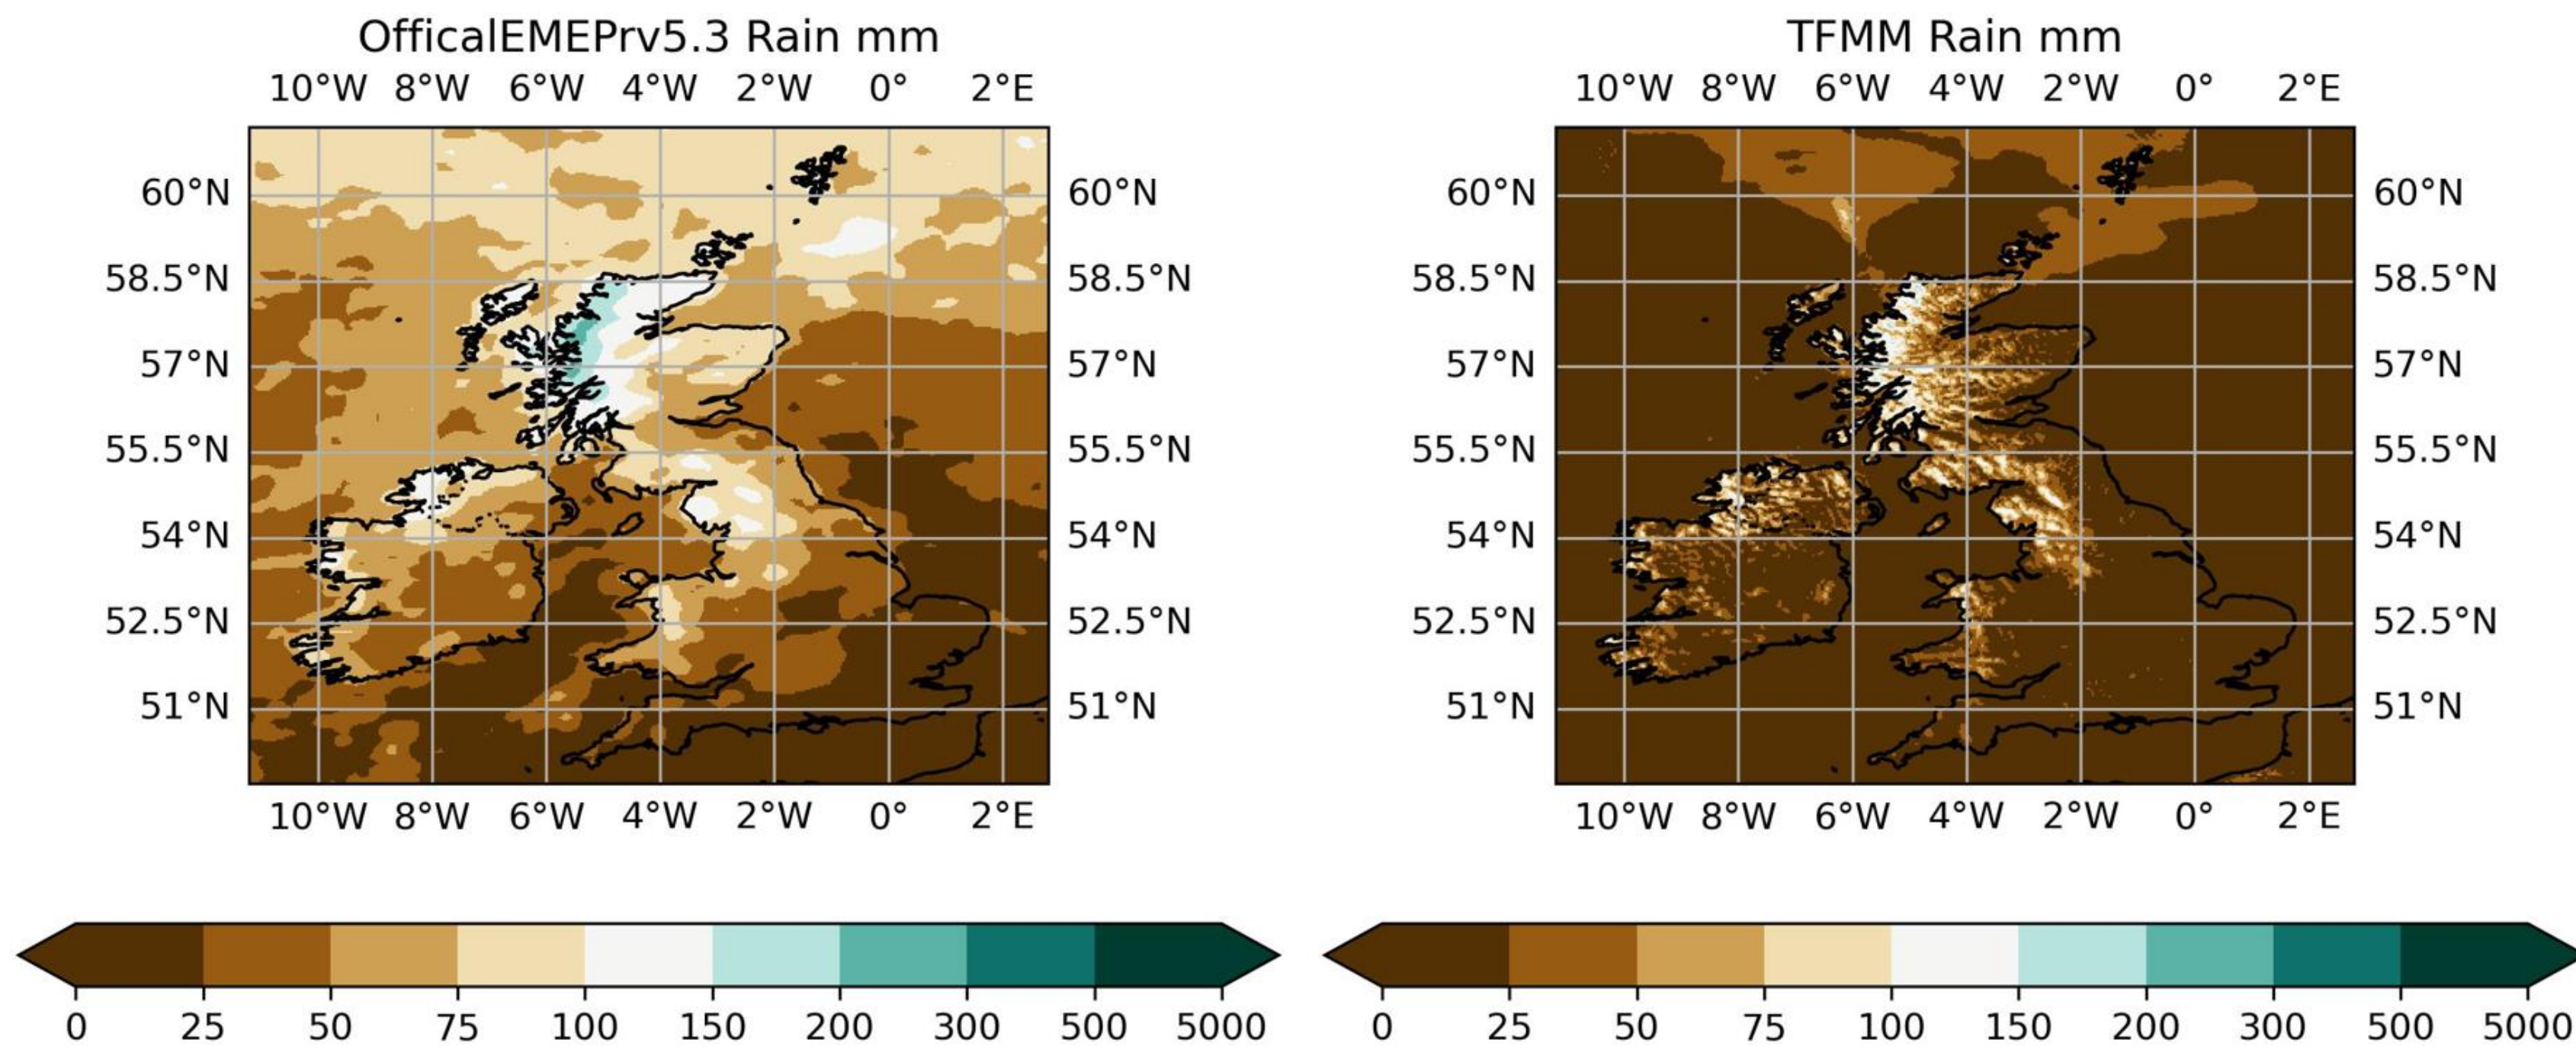 OfficalEMEPrv5.3 Rain mm
10°W 8°W 6°W 4°W 2°W 0° 2°E
60°N 60°N
58.5°N 58.5°N
57°N 57°N
55.5°N 55.5°N
54°N 54°N
52.5°N 52.5°N
51°N 51°N
10°W 8°W 6°W 4°W 2°W 0° 2°E
0 25 50 75 100 150 200 300 500 5000
TFMM Rain mm
10°W 8°W 6°W 4°W 2°W 0° 2°E
60°N 60°N
58.5°N 58.5°N
57°N 57°N
55.5°N 55.5°N
54°N 54°N
52.5°N 52.5°N
51°N 51°N
10°W 8°W 6°W 4°W 2°W 0° 2°E
0 25 50 75 100 150 200 300 500 5000